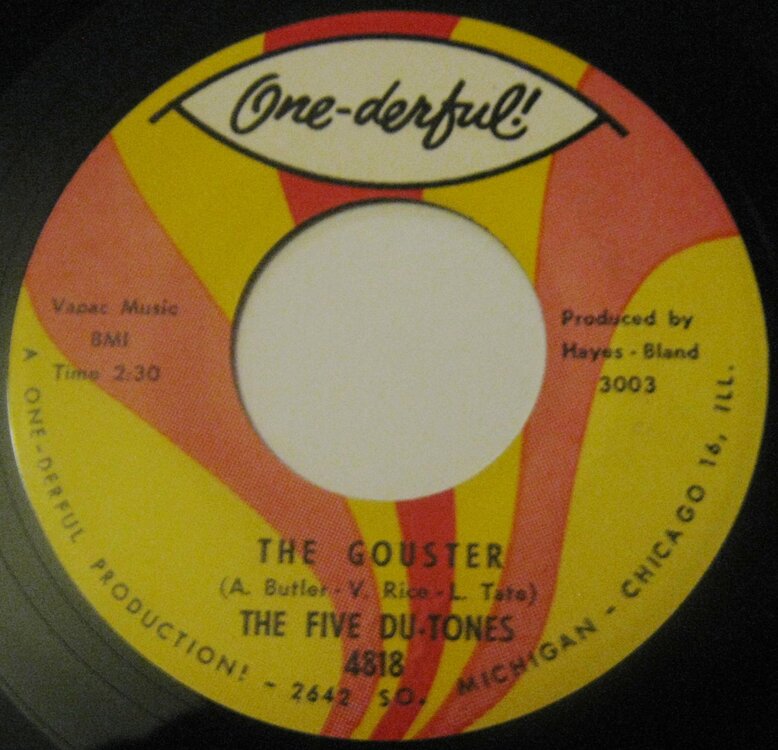 One-derful!
Vapac Music
BMI
Time 2:30
Produced by
Hayes - Bland
3003
THE GOUSTER
(A. Butler - V. Rice - L. Tate)
THE FIVE DU-TONES
4818
A ONE-DERFUL PRODUCTION! ~ 2642 SO. MICHIGAN - CHICAGO 16, ILL.